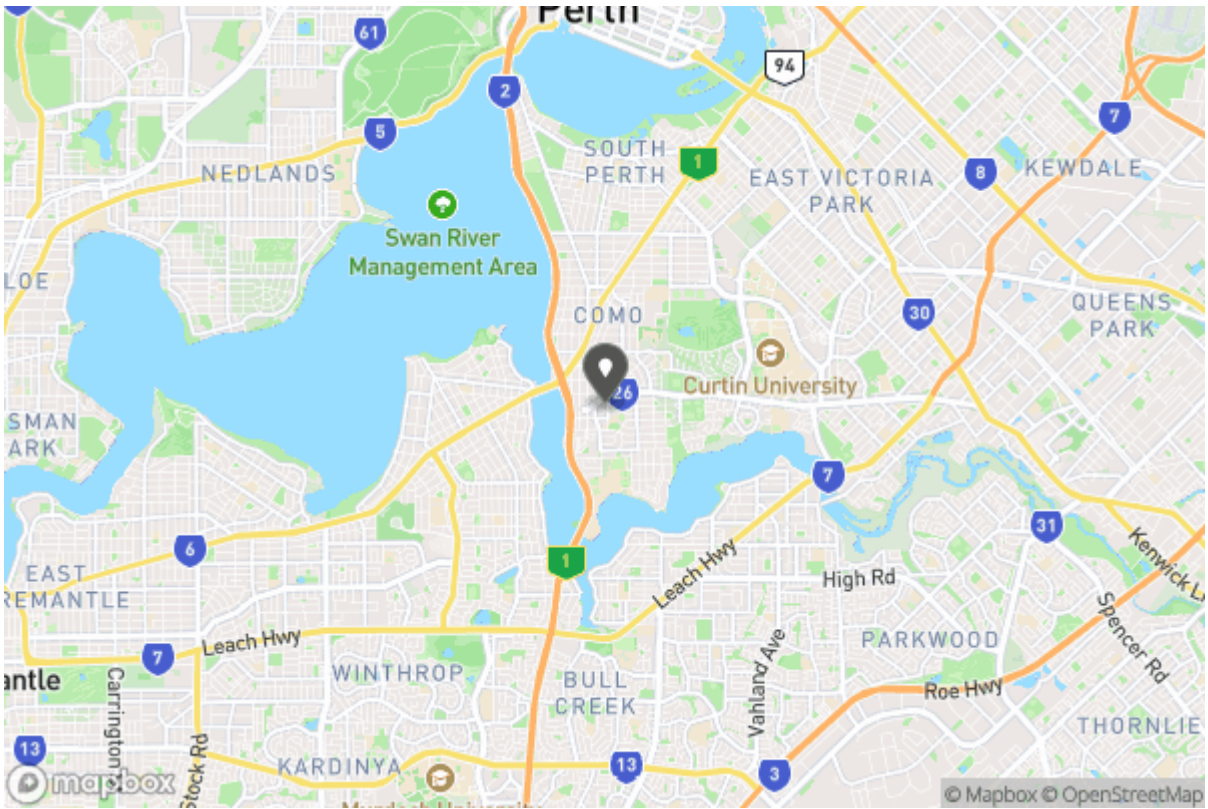 Perth
61
94
2
7
5
SOUTH
PERTH
1
NEDLANDS
EAST VICTORIA
PARK
8
KEWDALE
Swan River
Management Area
LOE
COMO
30
QUEENS
PARK
Curtin University
26
SMAN
ARK
7
6
31
1
Kenwick L
EAST
REMANTLE
Leach Hwy
High Rd
Spencer Rd
Leach Hwy
7
PARKWOOD
WINTHROP
Vahland Ave
antle
Carrington
BULL
CREEK
Roe Hwy
THORNLIE
Stock Rd
13
KARDINYA
13
3
mapbox
Murdoch University
© Mapbox © OpenStreetMap